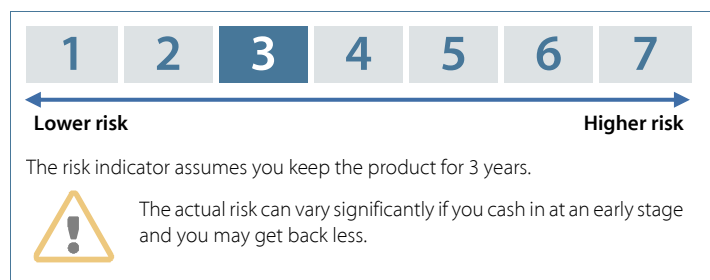 1 2 3 4 5 6 7
Lower risk Higher risk
The risk indicator assumes you keep the product for 3 years.
The actual risk can vary significantly if you cash in at an early stage
and you may get back less.